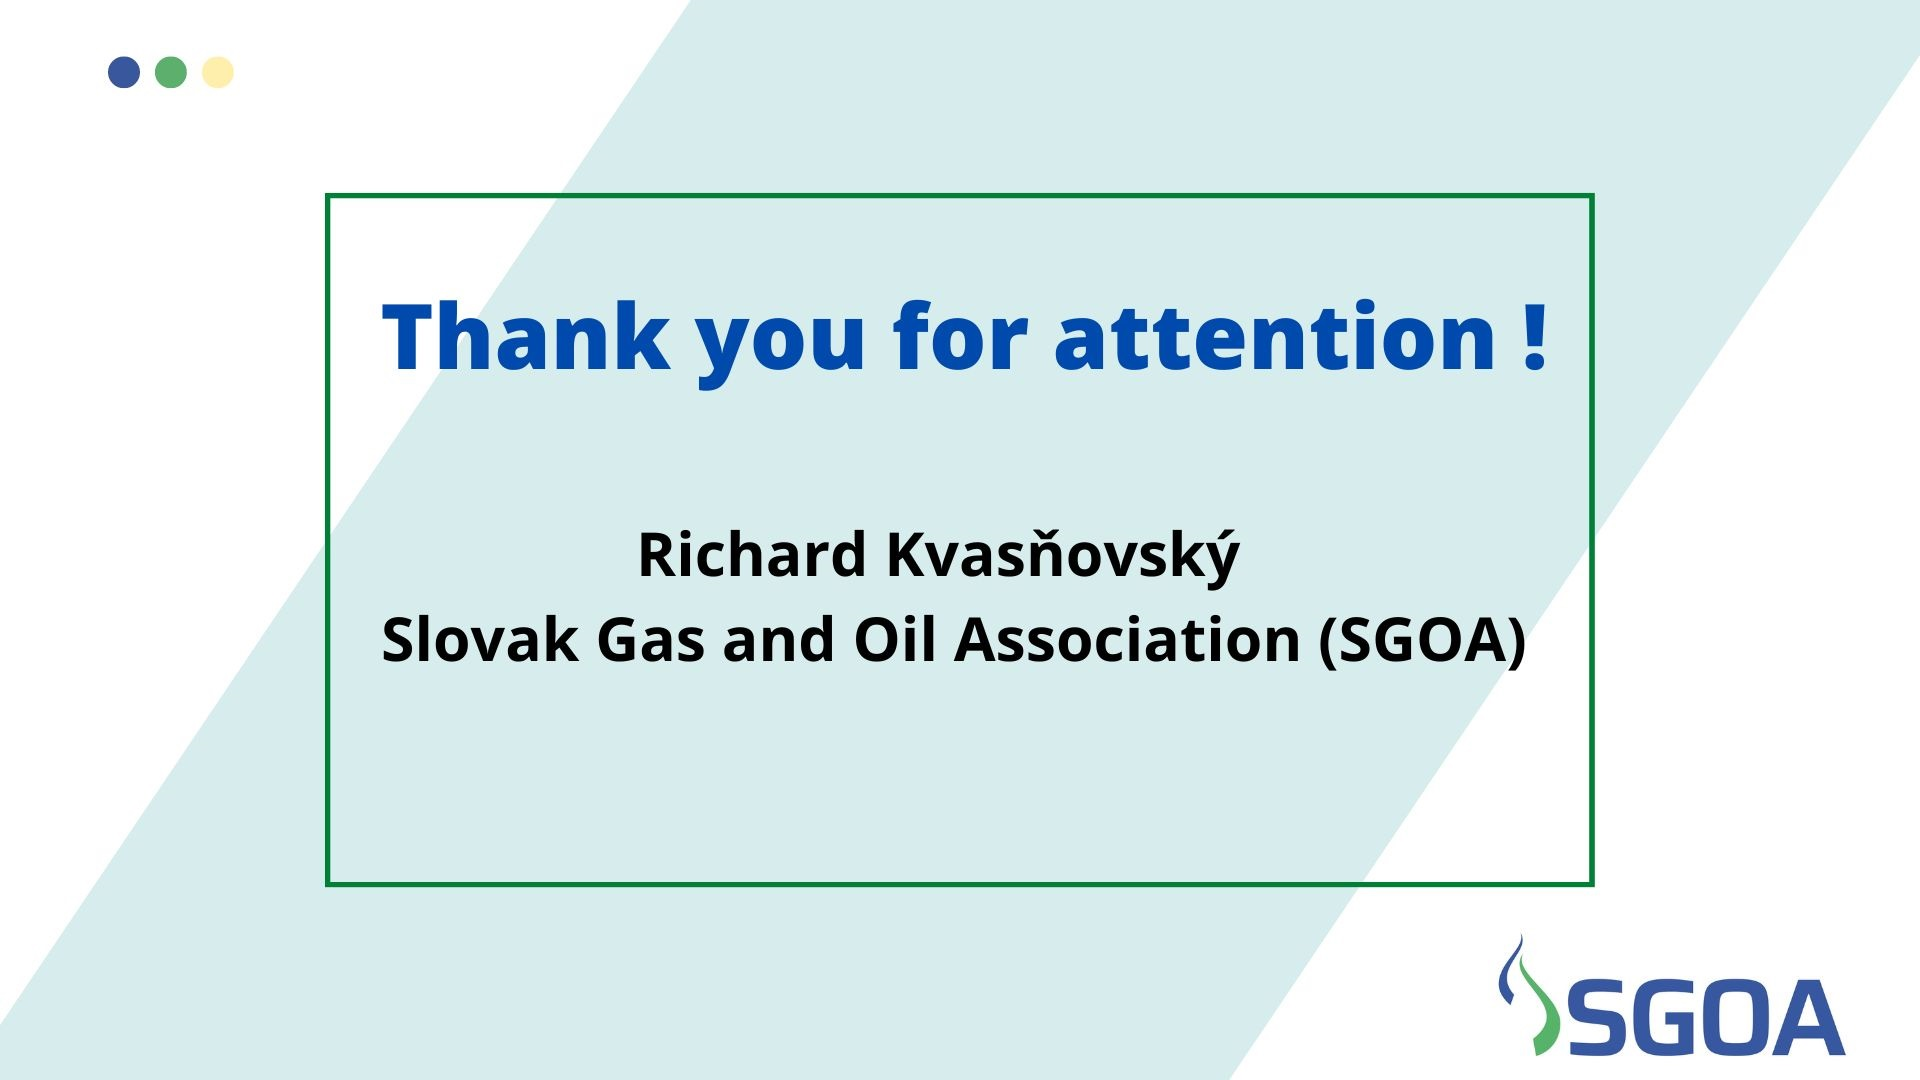 Thank you for attention !
Richard Kvasňovský
Slovak Gas and Oil Association (SGOA)
SGOA